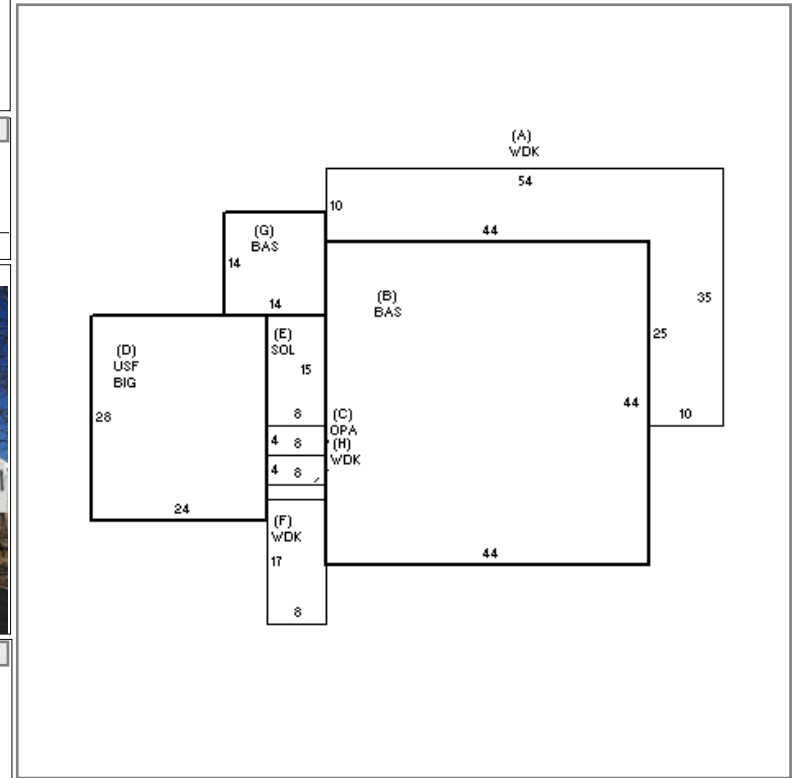 (A)
WDK
54
10
44
(G)
BAS
14
14
(B)
BAS
35
25
(E)
SOL
15
(D)
USF
BIG
28
44
8
(C)
OPA
10
4 8
(H)
WDK
4 8
24
(F)
WDK
17
44
8